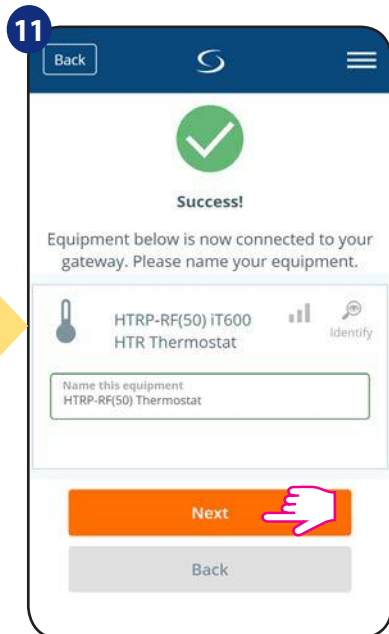 11
Back
Success!
Equipment below is now connected to your
gateway. Please name your equipment.
HTRP-RF(50) iT600
HTR Thermostat
Identify
Name this equipment
HTRP-RF(50) Thermostat
Next
Back